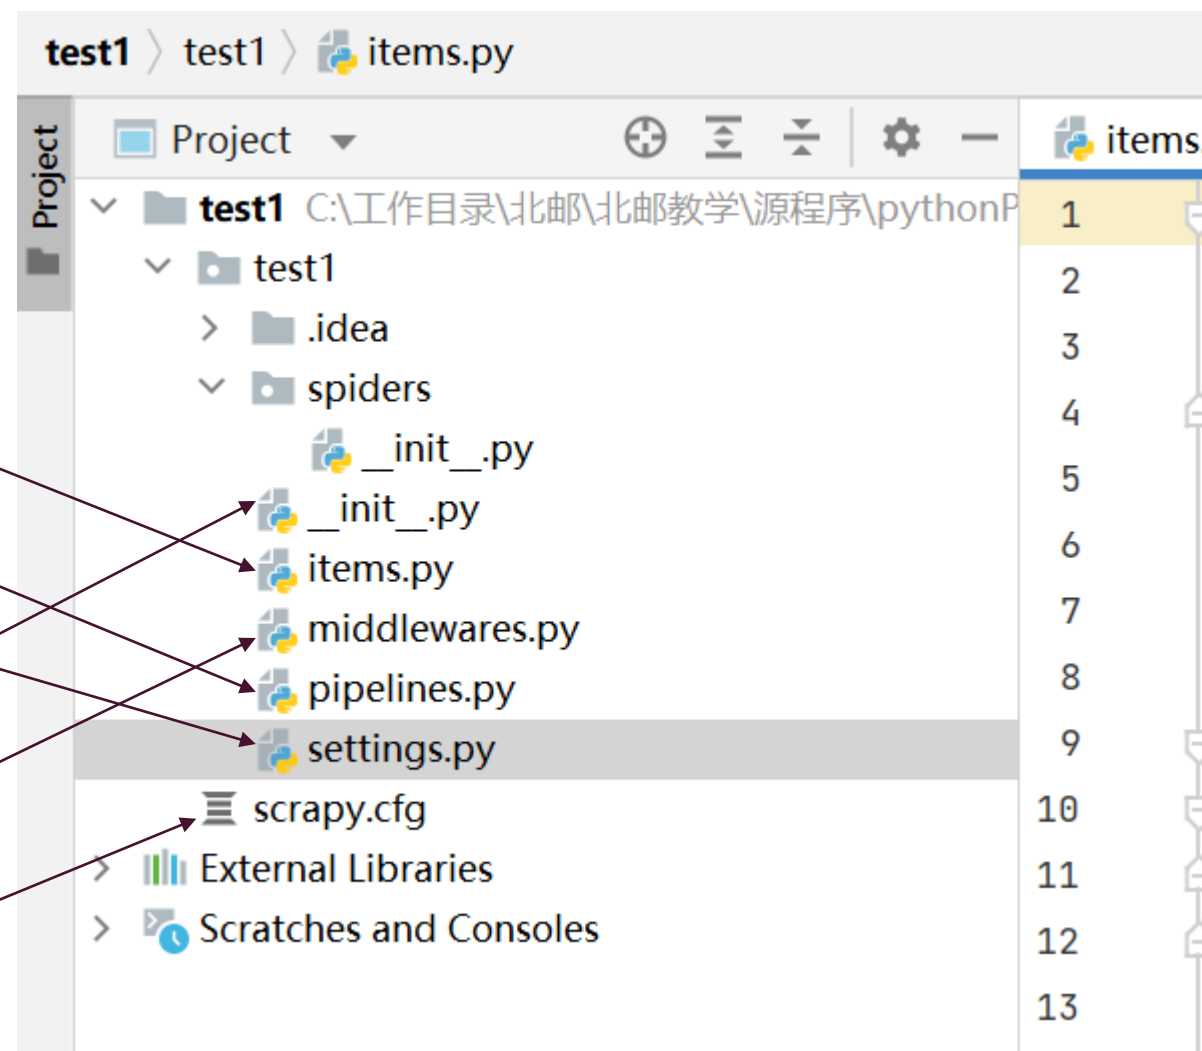 test1 〉 test1 〉 items.py
Project
Project
items.
test1 C:\工作目录\北邮\北邮教学\源程序\pythonP
test1
.idea
spiders
__init__.py
__init__.py
items.py
middlewares.py
pipelines.py
settings.py
scrapy.cfg
External Libraries
Scratches and Consoles
1
2
3
4
5
6
7
8
9
10
11
12
13